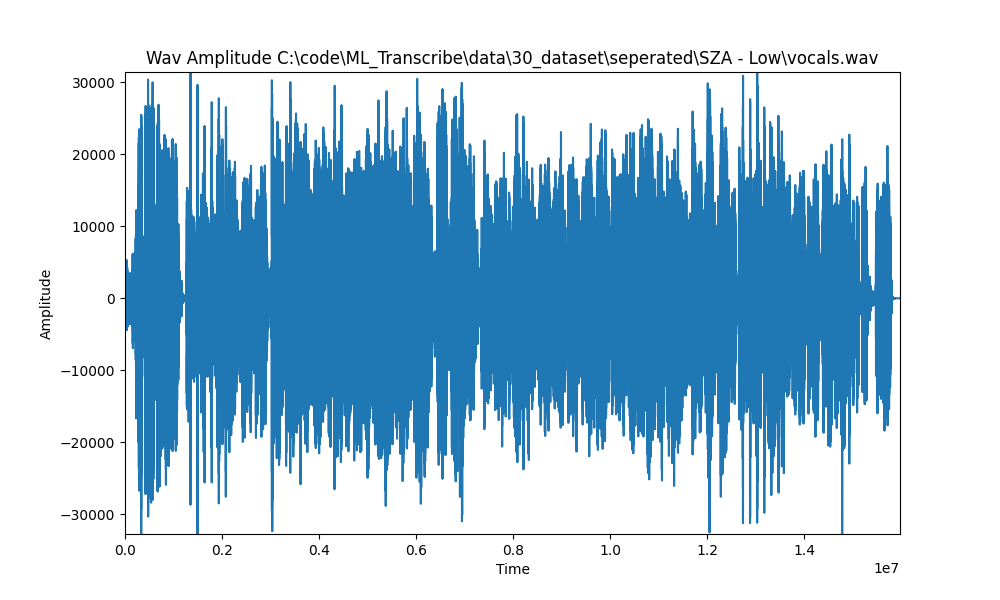 Wav Amplitude C:\code\ML_Transcribe\data\30_dataset\seperated\SZA - Low\vocals.wav
30000
20000
10000
0
−10000
−20000
−30000
Amplitude
0.0 0.2 0.4 0.6 0.8 1.0 1.2 1.4
1e7
Time